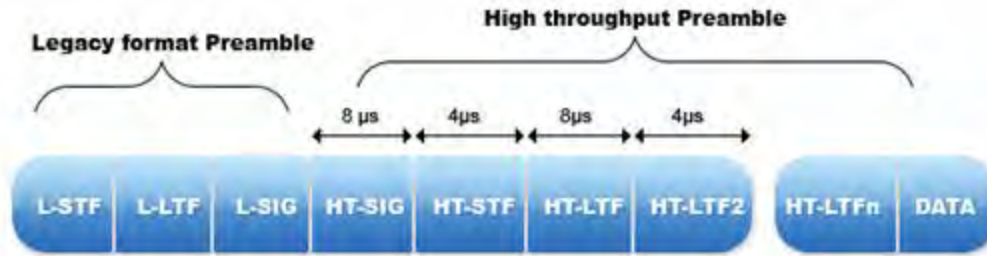 High throughput Preamble
Legacy format Preamble
8 µs 4µs 8µs 4µs
L-STF L-LTF L-SIG HT-SIG HT-STF HT-LTF HT-LTF2 HT-LTFn DATA